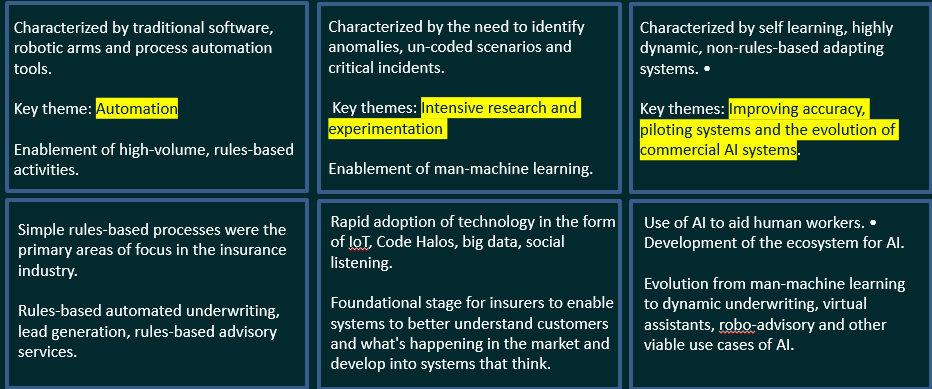 Characterized by traditional software,
robotic arms and process automation
tools.
Key theme: Automation
Enablement of high-volume, rules-based
activities.
Characterized by the need to identify
anomalies, un-coded scenarios and
critical incidents.
Key themes: Intensive research and
experimentation
Enablement of man-machine learning.
Characterized by self learning, highly
dynamic, non-rules-based adapting
systems. •
Key themes: Improving accuracy,
piloting systems and the evolution of
commercial AI systems.
Simple rules-based processes were the
primary areas of focus in the insurance
industry.
Rules-based automated underwriting,
lead generation, rules-based advisory
services.
Rapid adoption of technology in the form
of IoT, Code Halos, big data, social
listening.
Foundational stage for insurers to enable
systems to better understand customers
and what's happening in the market and
develop into systems that think.
Use of AI to aid human workers. •
Development of the ecosystem for AI.
Evolution from man-machine learning
to dynamic underwriting, virtual
assistants, robo-advisory and other
viable use cases of AI.